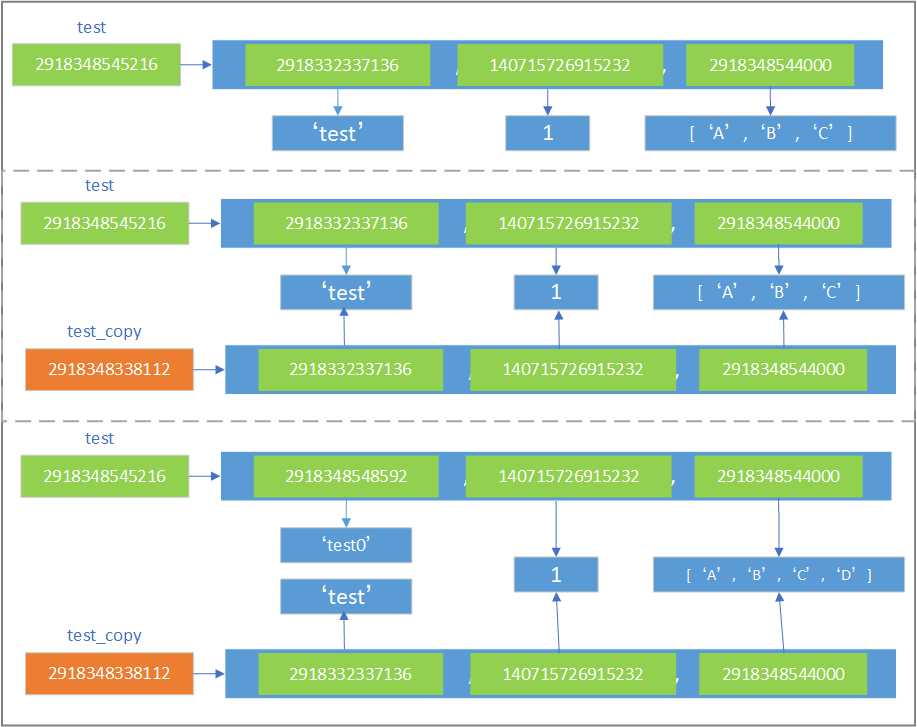 test
2918348545216 2918332337136 , 140715726915232 , 2918348544000
‘test’ 1 [ ‘A’ , ‘B’ , ‘C’ ]
test
2918348545216 2918332337136 , 140715726915232 , 2918348544000
‘test’ 1 [ ‘A’ , ‘B’ , ‘C’ ]
test_copy
2918348338112 2918332337136 , 140715726915232 , 2918348544000
test
2918348545216 2918348548592 , 140715726915232 , 2918348544000
‘test0’
1 [ ‘A’ , ‘B’ , ‘C’ , ‘D’ ]
‘test’
test_copy
2918348338112 2918332337136 , 140715726915232 , 2918348544000